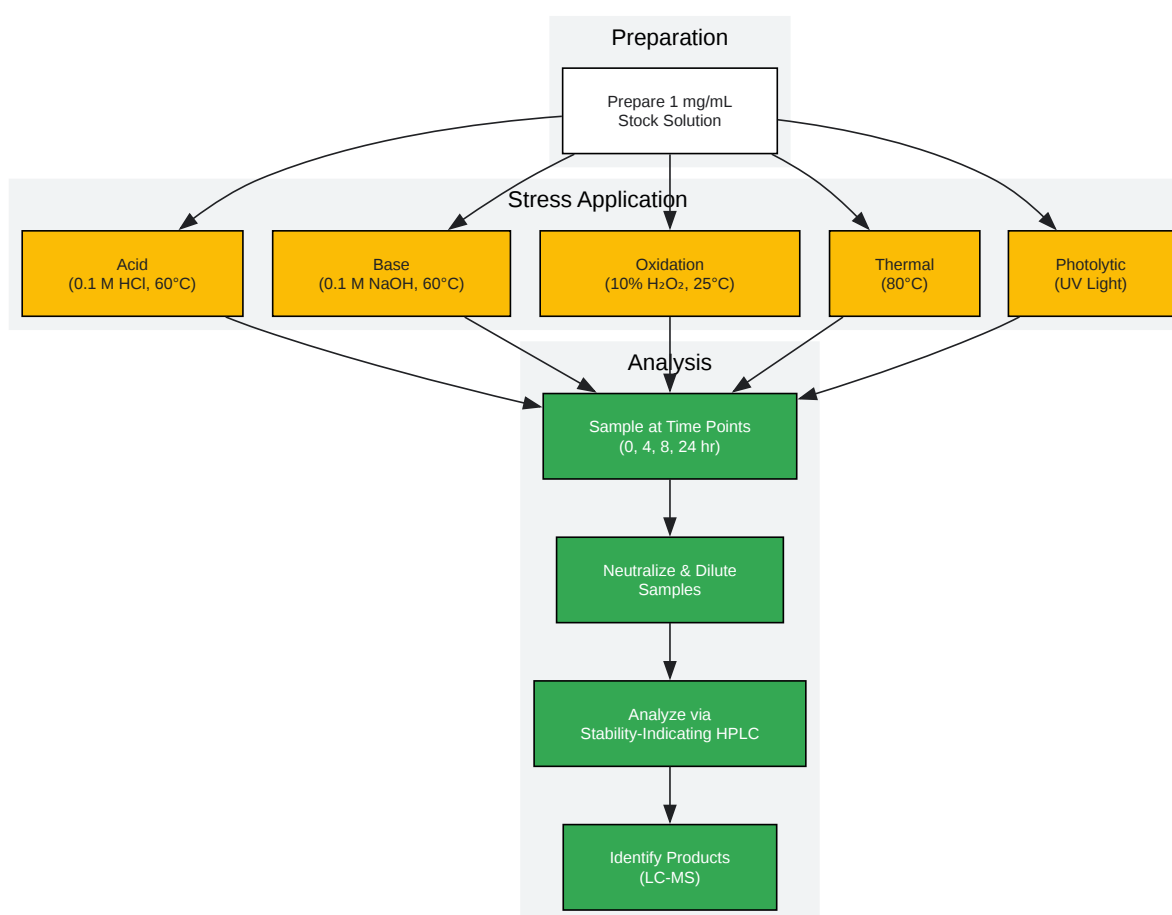 Preparation
Prepare 1 mg/mL
Stock Solution
Stress Application
Acid
(0.1 M HCl, 60°C)
Base
(0.1 M NaOH, 60°C)
Oxidation
(10% H₂O₂, 25°C)
Thermal
(80°C)
Photolytic
(UV Light)
Analysis
Sample at Time Points
(0, 4, 8, 24 hr)
Neutralize & Dilute
Samples
Analyze via
Stability-Indicating HPLC
Identify Products
(LC-MS)